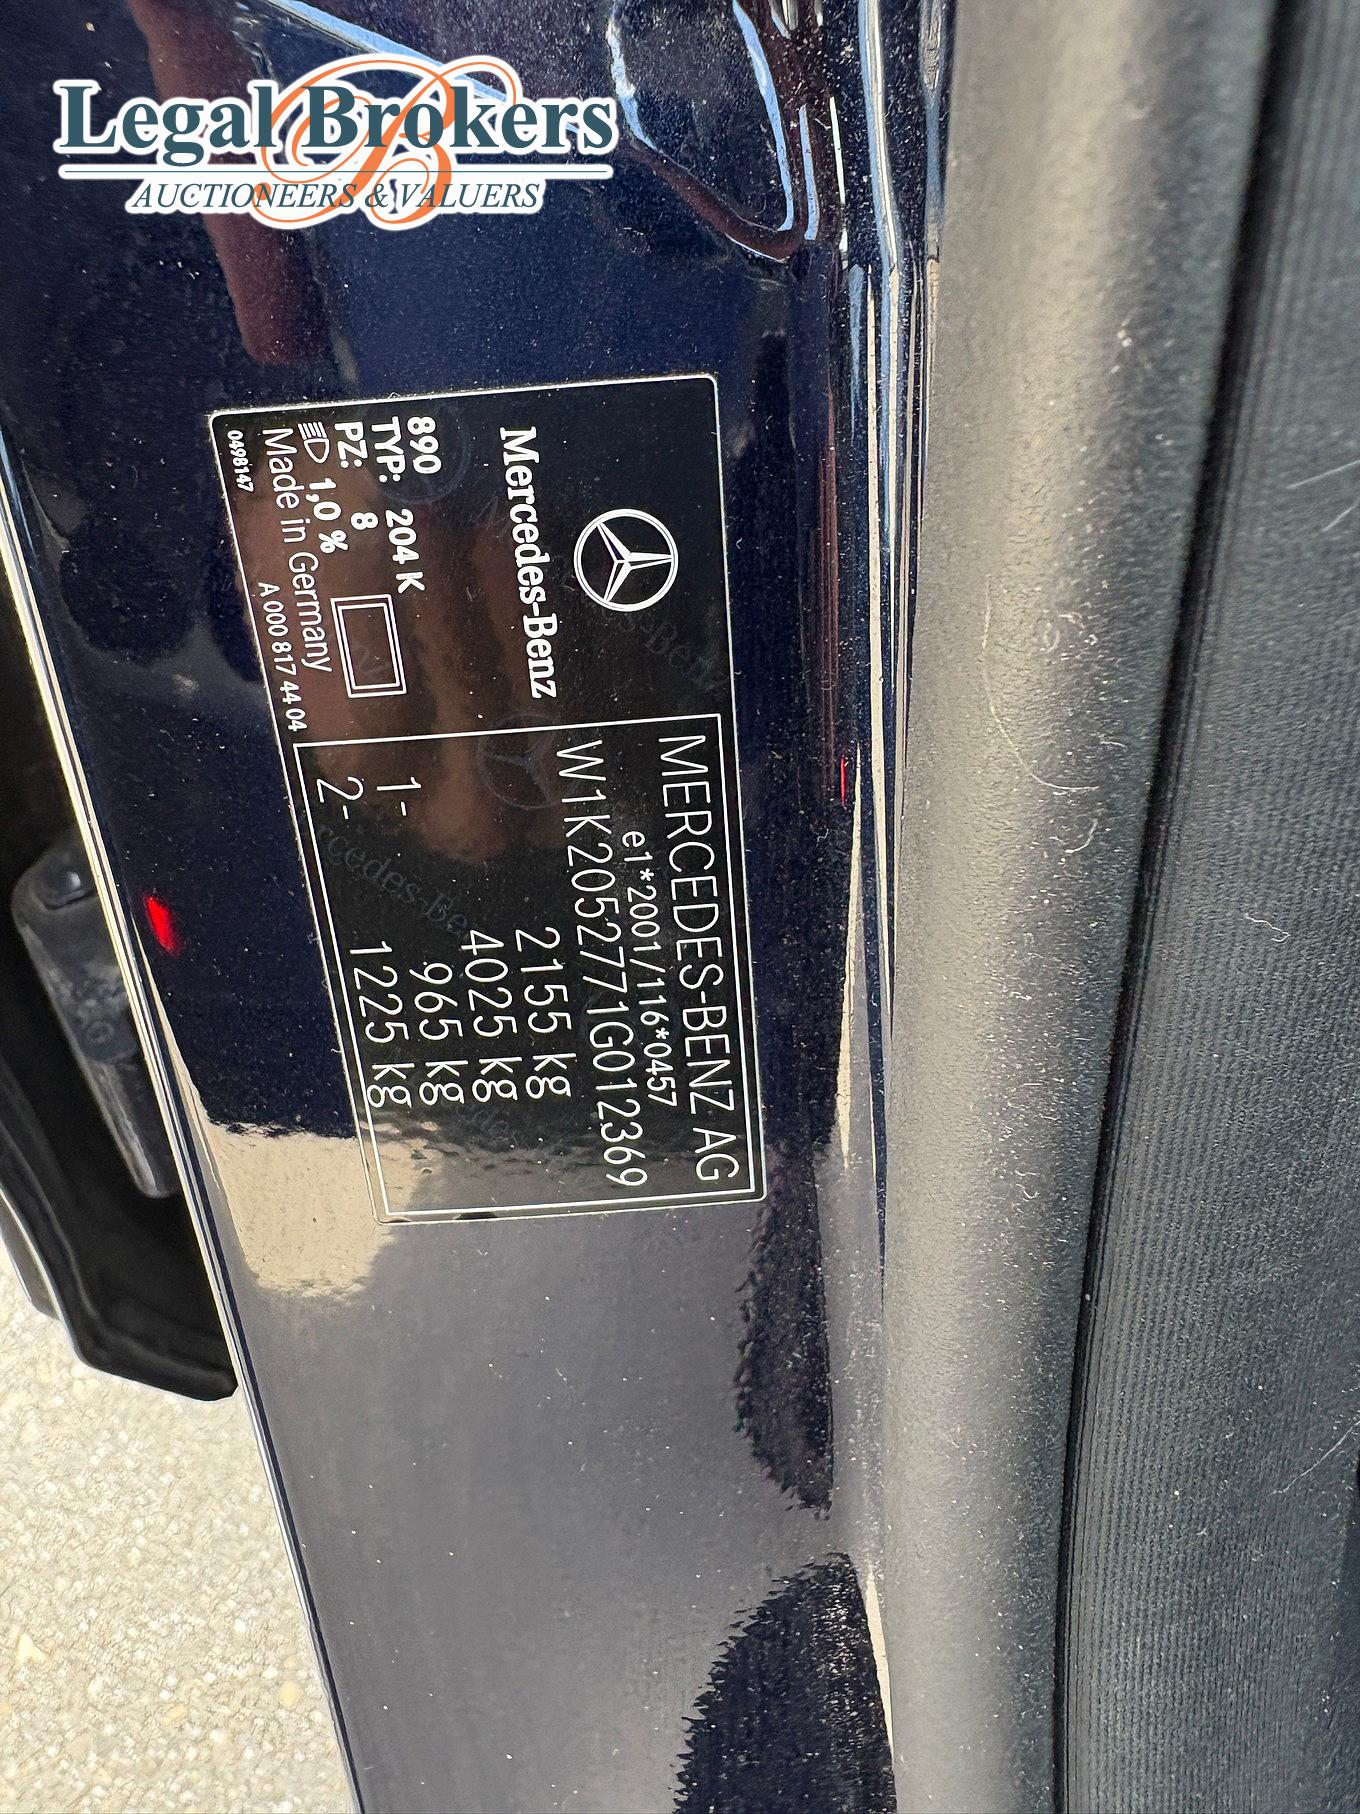 Legal Brokers
AUCTIONEERS & VALUERS
Mercedes-Benz
890
TYP: 204 K
PZ: 8
1,0 %
Made in Germany
0498147
A 000 817 44 04
MERCEDES-BENZ AG
e1*2001/116*0457
W1K2052771G012369
2155 kg
4025 kg
1- 965 kg
2- 1225 kg